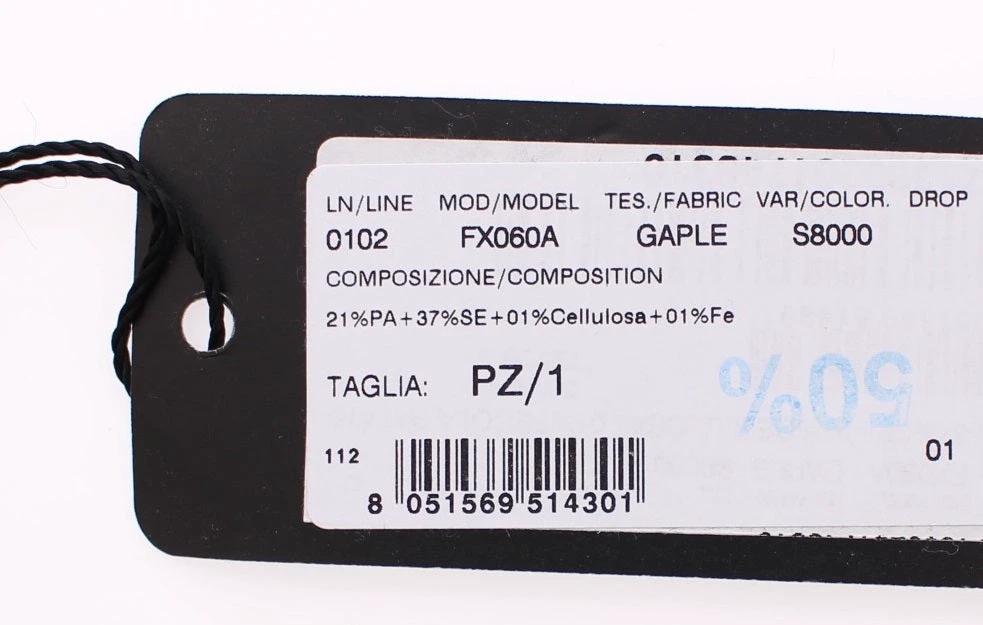 LN/LINE MOD/MODEL TES./FABRIC VAR/COLOR. DROP
0102 FX060A GAPLE S8000
COMPOSIZIONE/COMPOSITION
21%PA+37%SE+01%Cellulosa+01%Fe
TAGLIA: PZ/1
50%
112
01
8 051569 514301